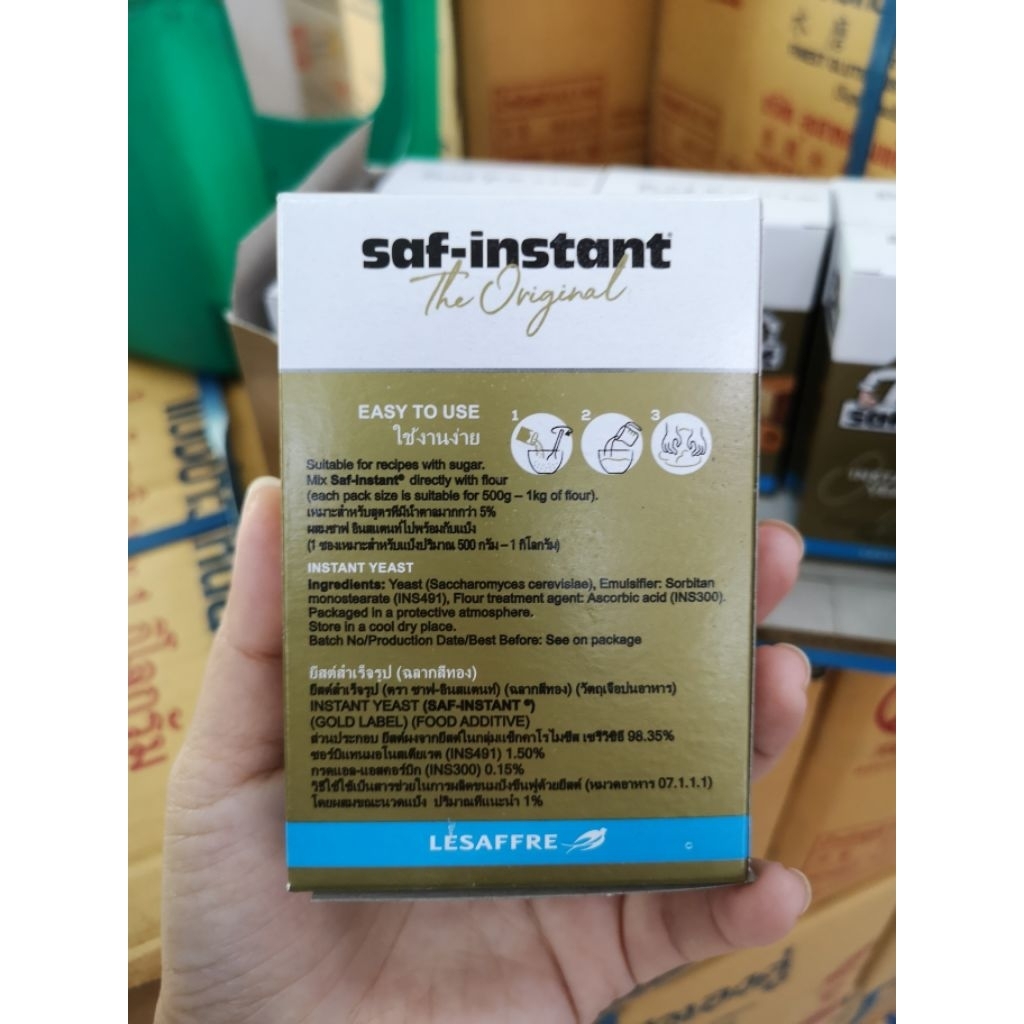 saf-instant
The Original
EASY TO USE
ใช้งานง่าย
1 2 3
Suitable for recipes with sugar.
Mix Saf-Instant® directly with flour
(each pack size is suitable for 500g – 1kg of flour).
เหมาะสำหรับสูตรที่มีน้ำตาลมากกว่า 5%
ผสมซาฟ อินสแตนท์ไปพร้อมกับแป้ง
(1 ซองเหมาะสำหรับแป้งปริมาณ 500 กรัม – 1 กิโลกรัม)
INSTANT YEAST
Ingredients: Yeast (Saccharomyces cerevisiae), Emulsifier: Sorbitan
monostearate (INS491), Flour treatment agent: Ascorbic acid (INS300).
Packaged in a protective atmosphere.
Store in a cool dry place.
Batch No/Production Date/Best Before: See on package
ยีสต์สำเร็จรูป (ฉลากสีทอง)
ยีสต์สำเร็จรูป (ตรา ซาฟ-อินสแตนท์) (ฉลากสีทอง) (วัตถุเจือปนอาหาร)
INSTANT YEAST (SAF-INSTANT ®)
(GOLD LABEL) (FOOD ADDITIVE)
ส่วนประกอบ ยีสต์ผงจากยีสต์ในกลุ่มแซ็กคาโรไมซีส เซรีวิซิอี 98.35%
ซอร์บิแทนมอโนสเตียเรต (INS491) 1.50%
กรดแอล-แอสคอร์บิก (INS300) 0.15%
วิธีใช้ใช้เป็นสารช่วยในการผลิตขนมปังขึ้นฟูด้วยยีสต์ (หมวดอาหาร 07.1.1.1)
โดยผสมขณะนวดแป้ง ปริมาณที่แนะนำ 1%
LESAFFRE